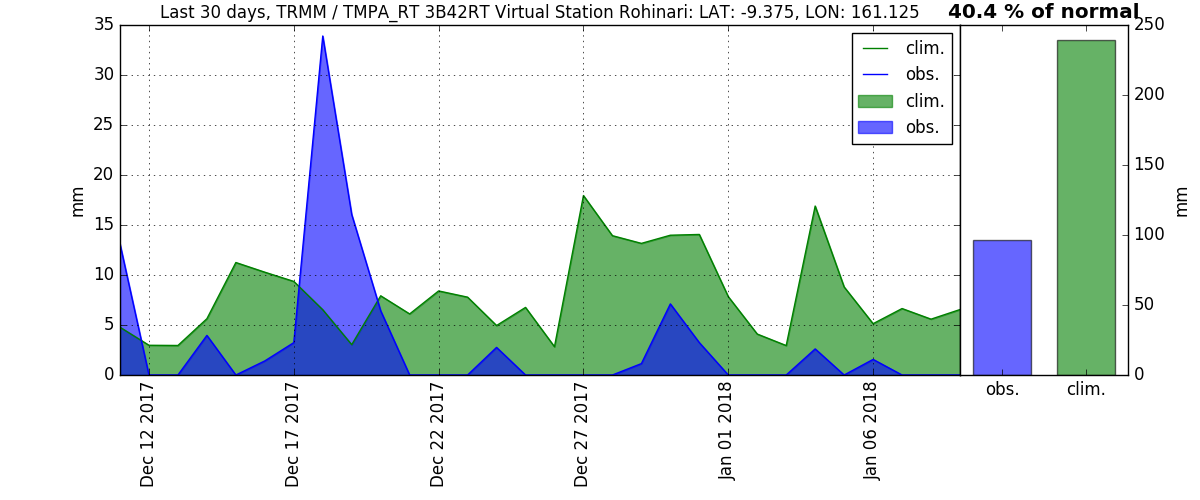 Last 30 days, TRMM / TMPA_RT 3B42RT Virtual Station Rohinari: LAT: -9.375, LON: 161.125
40.4 % of normal
35
30
25
20
15
10
5
0
mm
clim.
obs.
clim.
obs.
250
200
150
100
50
0
mm
obs.
clim.
Dec 12 2017
Dec 17 2017
Dec 22 2017
Dec 27 2017
Jan 01 2018
Jan 06 2018